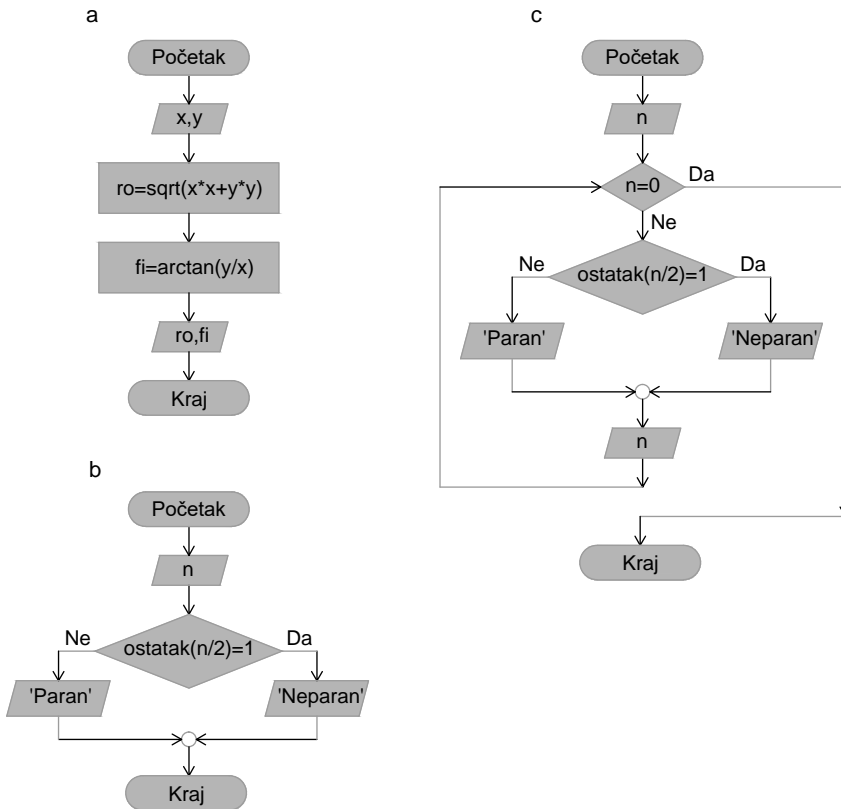 a
Početak
x,y
ro=sqrt(x*x+y*y)
fi=arctan(y/x)
ro,fi
Kraj
b
Početak
n
ostatak(n/2)=1
Ne
Da
'Paran'
'Neparan'
Kraj
c
Početak
n
n=0
Da
Ne
ostatak(n/2)=1
Ne
Da
'Paran'
'Neparan'
n
Kraj